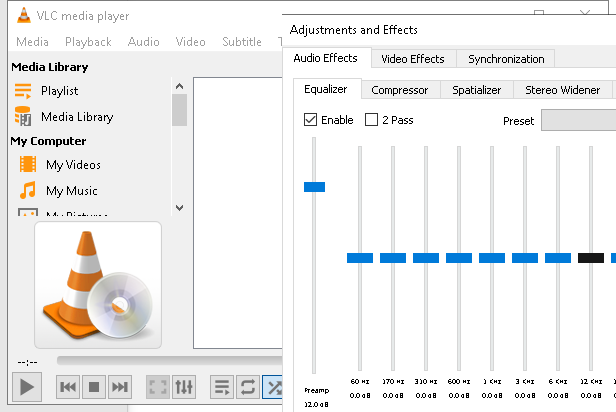 VLC media player
Media Playback Audio Video Subtitle
Media Library
Playlist
Media Library
My Computer
My Videos
My Music
My Pictures
--:--
Adjustments and Effects
Audio Effects Video Effects Synchronization
Equalizer Compressor Spatializer Stereo Widener
Enable 2 Pass Preset
60 Hz 170 Hz 310 Hz 600 Hz 1 KHz 3 KHz 6 KHz 12 KHz
Preamp 0.0 dB 0.0 dB 0.0 dB 0.0 dB 0.0 dB 0.0 dB 0.0 dB 0.0 dB
12.0 dB